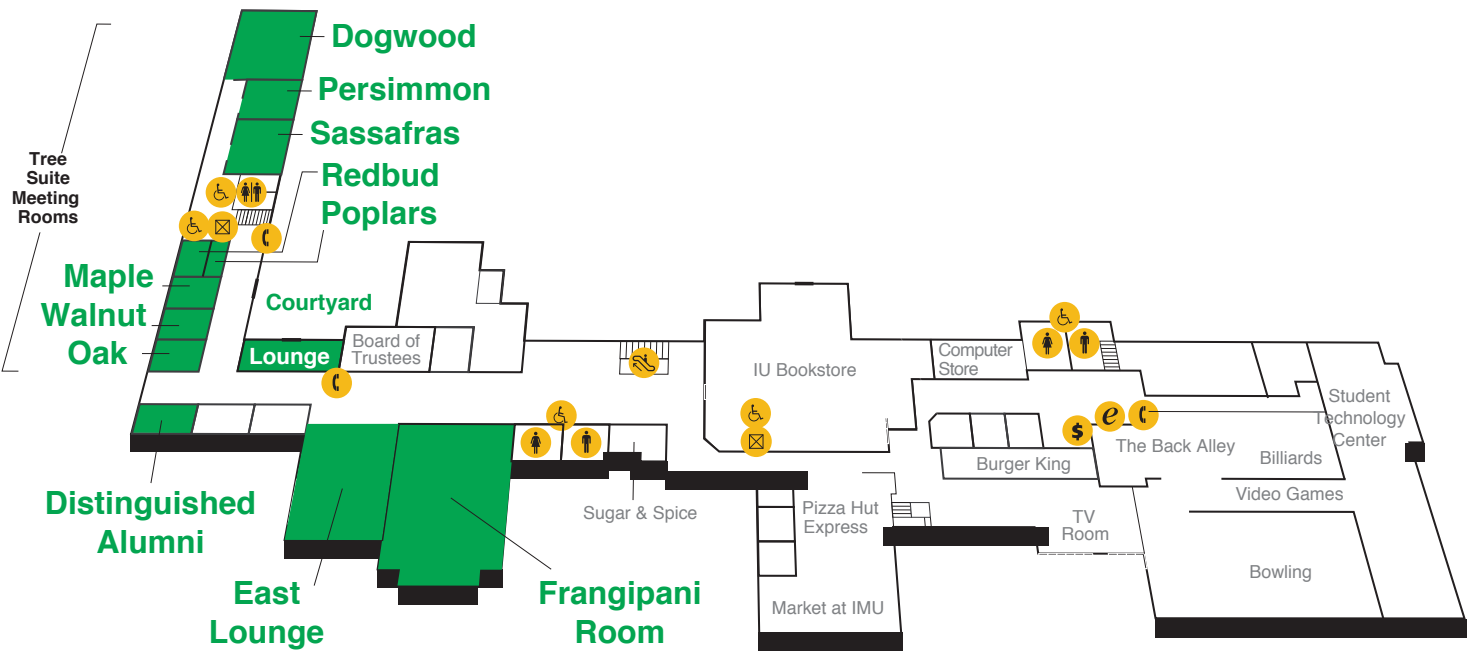 Dogwood
Persimmon
Sassafras
Redbud
Poplars
Tree
Suite
Meeting
Rooms
Maple
Walnut
Oak
Courtyard
Lounge
Board of
Trustees
IU Bookstore
Computer
Store
Student
Technology
Center
$
e
The Back Alley
Billiards
Burger King
Video Games
Distinguished
Alumni
Sugar & Spice
Pizza Hut
Express
TV
Room
Bowling
East
Lounge
Frangipani
Room
Market at IMU